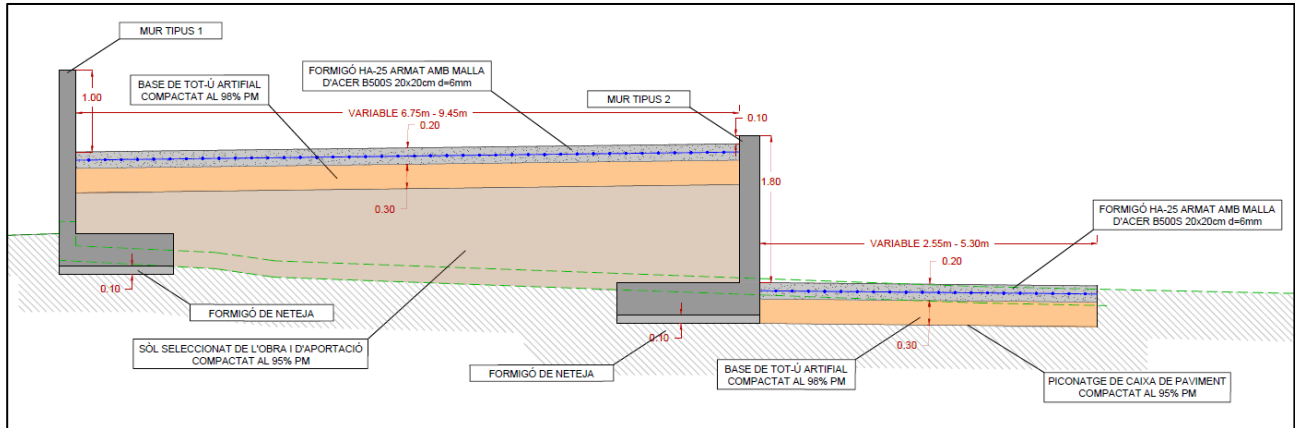 MUR TIPUS 1
FORMIGÓ HA-25 ARMAT AMB MALLA
D'ACER B500S 20x20cm d=6mm
BASE DE TOT-Ú ARTIFIAL
COMPACTAT AL 98% PM
1.00
MUR TIPUS 2
VARIABLE 6.75m - 9.45m
0.10
0.20
1.80
0.30
FORMIGÓ HA-25 ARMAT AMB MALLA
D'ACER B500S 20x20cm d=6mm
VARIABLE 2.55m - 5.30m
0.20
0.10
FORMIGÓ DE NETEJA
0.10
0.30
SÒL SELECCIONAT DE L'OBRA I D'APORTACIÓ
COMPACTAT AL 95% PM
FORMIGÓ DE NETEJA
BASE DE TOT-Ú ARTIFIAL
COMPACTAT AL 98% PM
PICONATGE DE CAIXA DE PAVIMENT
COMPACTAT AL 95% PM